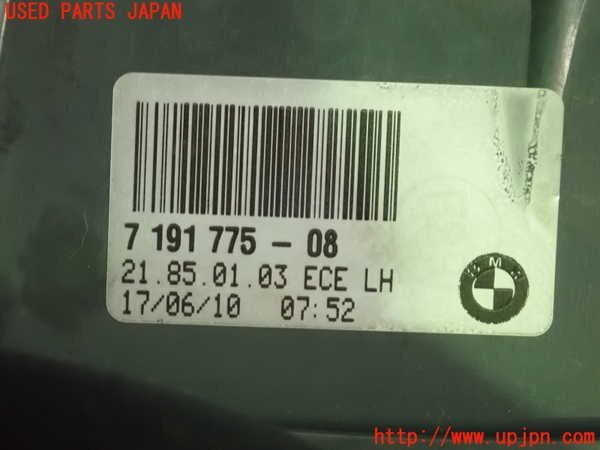 USED PARTS JAPAN
7 191 775 - 08
21.85.01.03 ECE LH
17/06/10 07:52
BMW
http://www.upjpn.com/